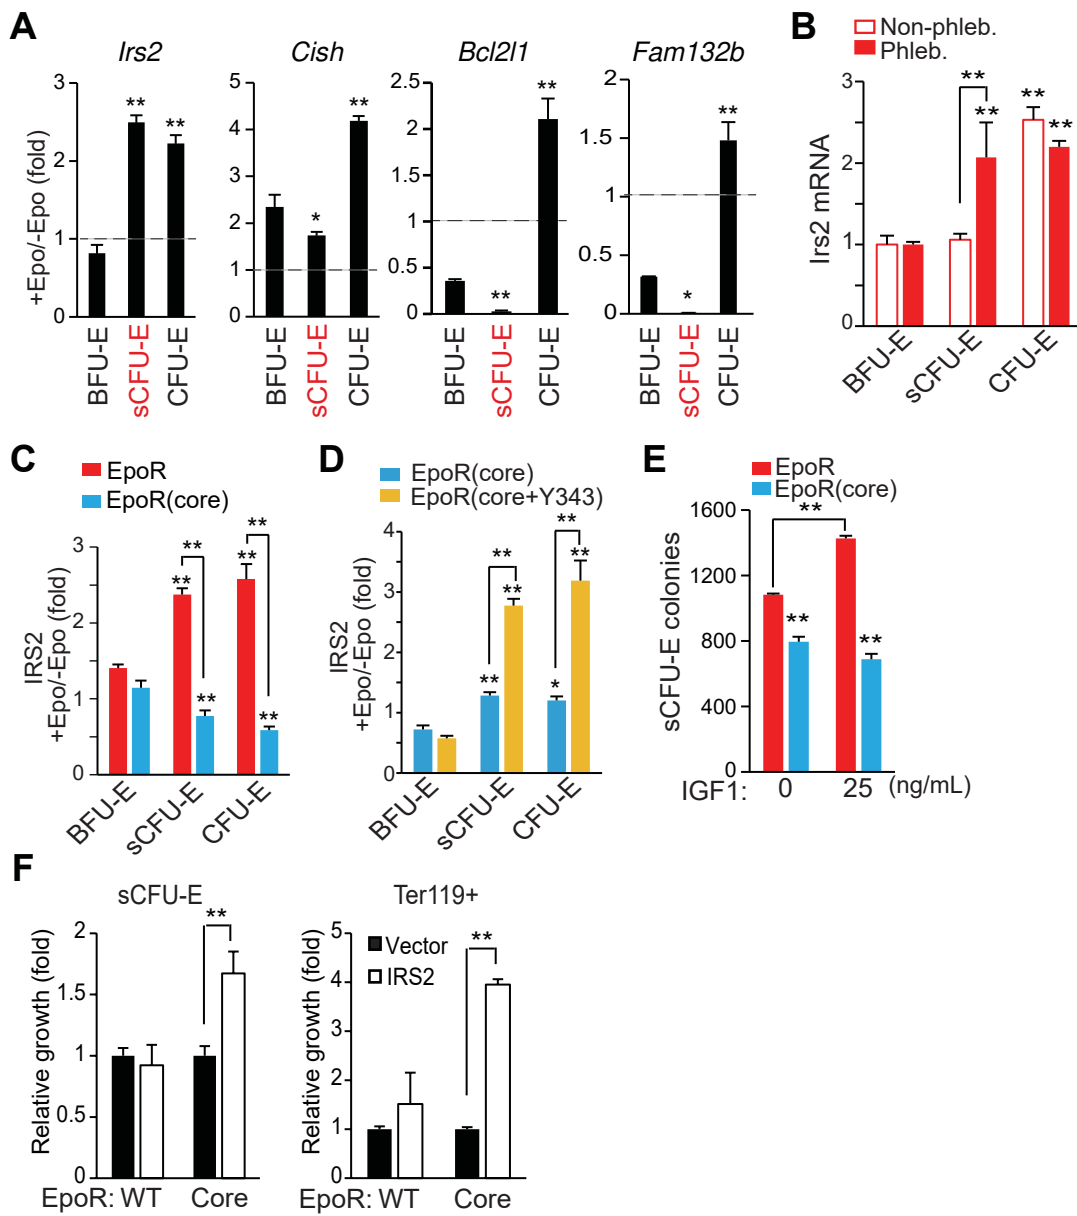 A
Irs2
Cish
Bcl2l1
Fam132b
+Epo/-Epo (fold)
3
2
1
0
**
**
BFU-E
sCFU-E
CFU-E
5
4
3
2
1
0
*
**
BFU-E
sCFU-E
CFU-E
2.5
2
1.5
1
0.5
0
**
**
BFU-E
sCFU-E
CFU-E
2
1.5
1
0.5
0
*
**
BFU-E
sCFU-E
CFU-E
B
Non-phleb.
Phleb.
Irs2 mRNA
3
2
1
0
**
**
**
**
BFU-E
sCFU-E
CFU-E
C
EpoR
EpoR(core)
IRS2
+Epo/-Epo (fold)
3
2
1
0
**
**
**
**
**
**
BFU-E
sCFU-E
CFU-E
D
EpoR(core)
EpoR(core+Y343)
IRS2
+Epo/-Epo (fold)
4
3
2
1
0
**
**
**
**
*
**
BFU-E
sCFU-E
CFU-E
E
EpoR
EpoR(core)
sCFU-E colonies
1600
1200
800
400
0
**
**
**
IGF1: 0 25 (ng/mL)
F
sCFU-E
Relative growth (fold)
2
1.5
1
0.5
0
**
EpoR: WT Core
Ter119+
Vector
IRS2
Relative growth (fold)
5
4
4
2
1
0
**
EpoR: WT Core